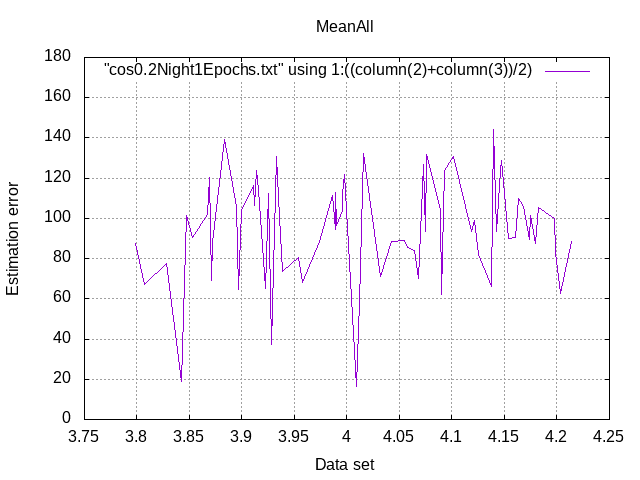 MeanAll
"cos0.2Night1Epochs.txt" using 1:((column(2)+column(3))/2)
Estimation error
180
160
140
120
100
80
60
40
20
0
3.75 3.8 3.85 3.9 3.95 4 4.05 4.1 4.15 4.2 4.25
Data set